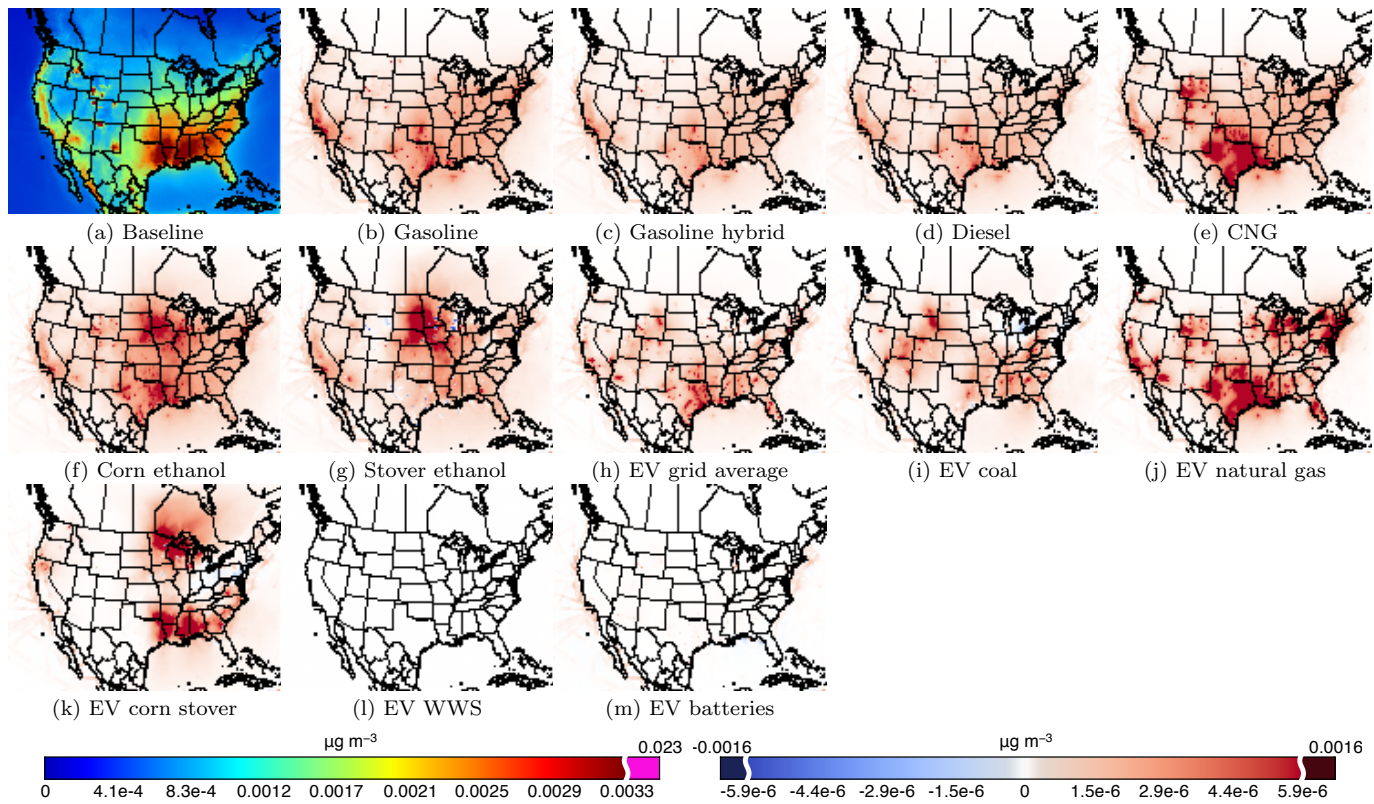 (a) Baseline
(b) Gasoline
(c) Gasoline hybrid
(d) Diesel
(e) CNG
(f) Corn ethanol
(g) Stover ethanol
(h) EV grid average
(i) EV coal
(j) EV natural gas
(k) EV corn stover
(l) EV WWS
(m) EV batteries
µg m⁻³
0.023
0 4.1e-4 8.3e-4 0.0012 0.0017 0.0021 0.0025 0.0029 0.0033
-0.0016 µg m⁻³ 0.0016
-5.9e-6 -4.4e-6 -2.9e-6 -1.5e-6 0 1.5e-6 2.9e-6 4.4e-6 5.9e-6